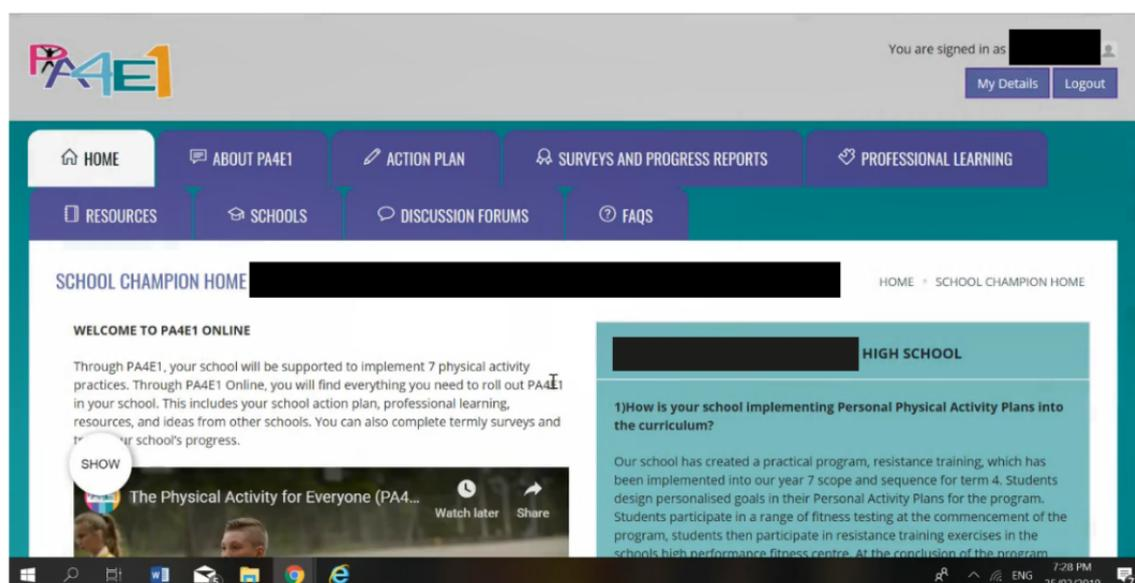 PA4E1
You are signed in as
My Details Logout
HOME ABOUT PA4E1 ACTION PLAN SURVEYS AND PROGRESS REPORTS PROFESSIONAL LEARNING
RESOURCES SCHOOLS DISCUSSION FORUMS FAQS
SCHOOL CHAMPION HOME
HOME SCHOOL CHAMPION HOME
WELCOME TO PA4E1 ONLINE
Through PA4E1, your school will be supported to implement 7 physical activity
practices. Through PA4E1 Online, you will find everything you need to roll out PA4E1
in your school. This includes your school action plan, professional learning,
resources, and ideas from other schools. You can also complete termly surveys and
ur school's progress.
SHOW
The Physical Activity for Everyone (PA4...
Watch later Share
HIGH SCHOOL
1)How is your school implementing Personal Physical Activity Plans into
the curriculum?
Our school has created a practical program, resistance training, which has
been implemented into our year 7 scope and sequence for term 4. Students
design personalised goals in their Personal Activity Plans for the program.
Students participate in a range of fitness testing at the commencement of the
program, students then participate in resistance training exercises in the
schools high performance fitness centre. At the conclusion of the program
ENG
7:28 PM